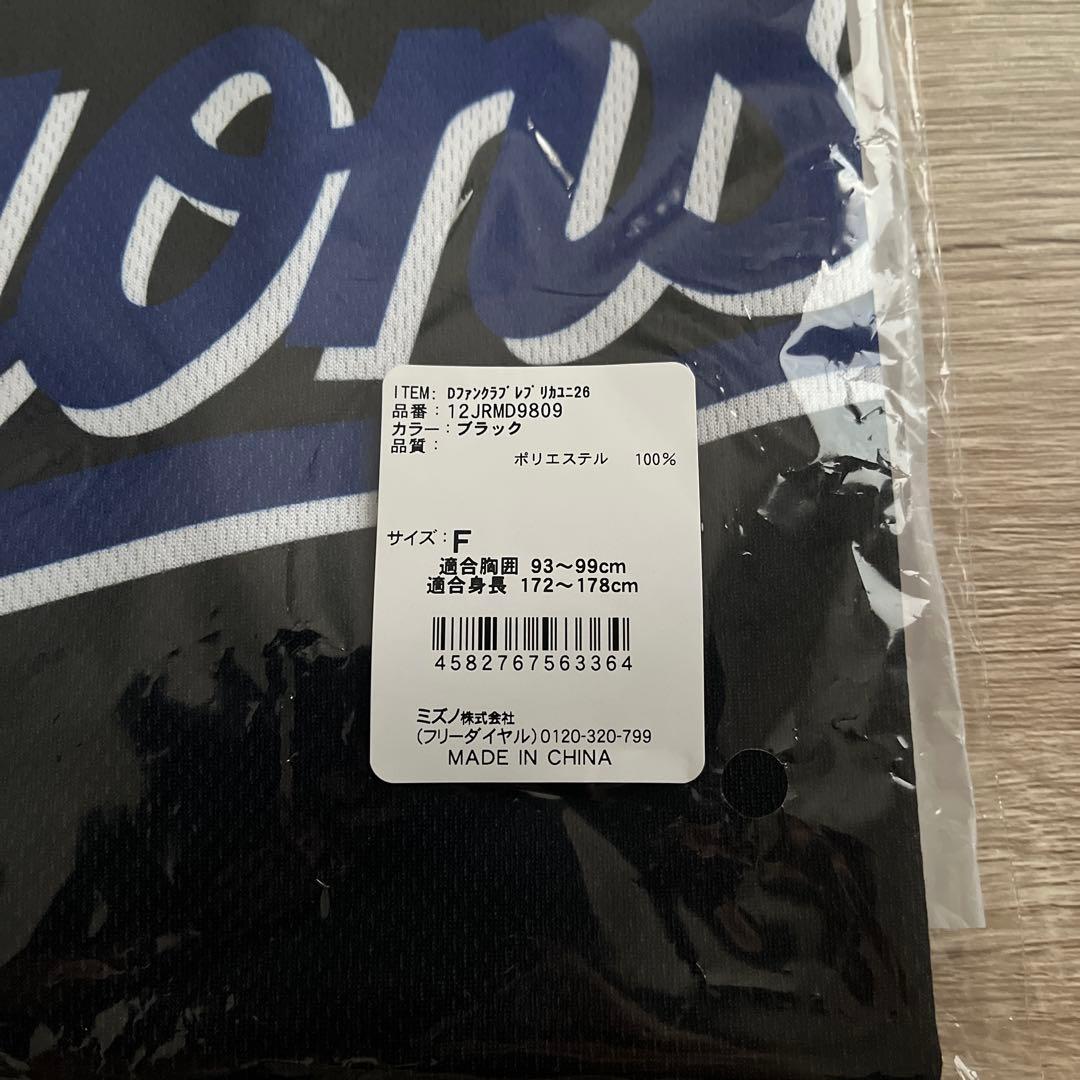 ons
ITEM: Dファンクラブ レプリカユニ26
品番：12JRMD9809
カラー：ブラック
品質：
ポリエステル 100%
サイズ：F
適合胸囲 93～99cm
適合身長 172～178cm
4582767563364
ミズノ株式会社
(フリーダイヤル)0120-320-799
MADE IN CHINA